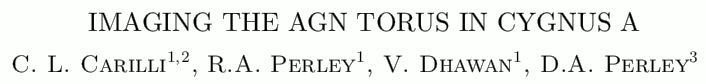 IMAGING THE AGN TORUS IN CYGNUS A
C. L. Carilli1,2, R.A. Perley1, V. Dhawan1, D.A. Perley3